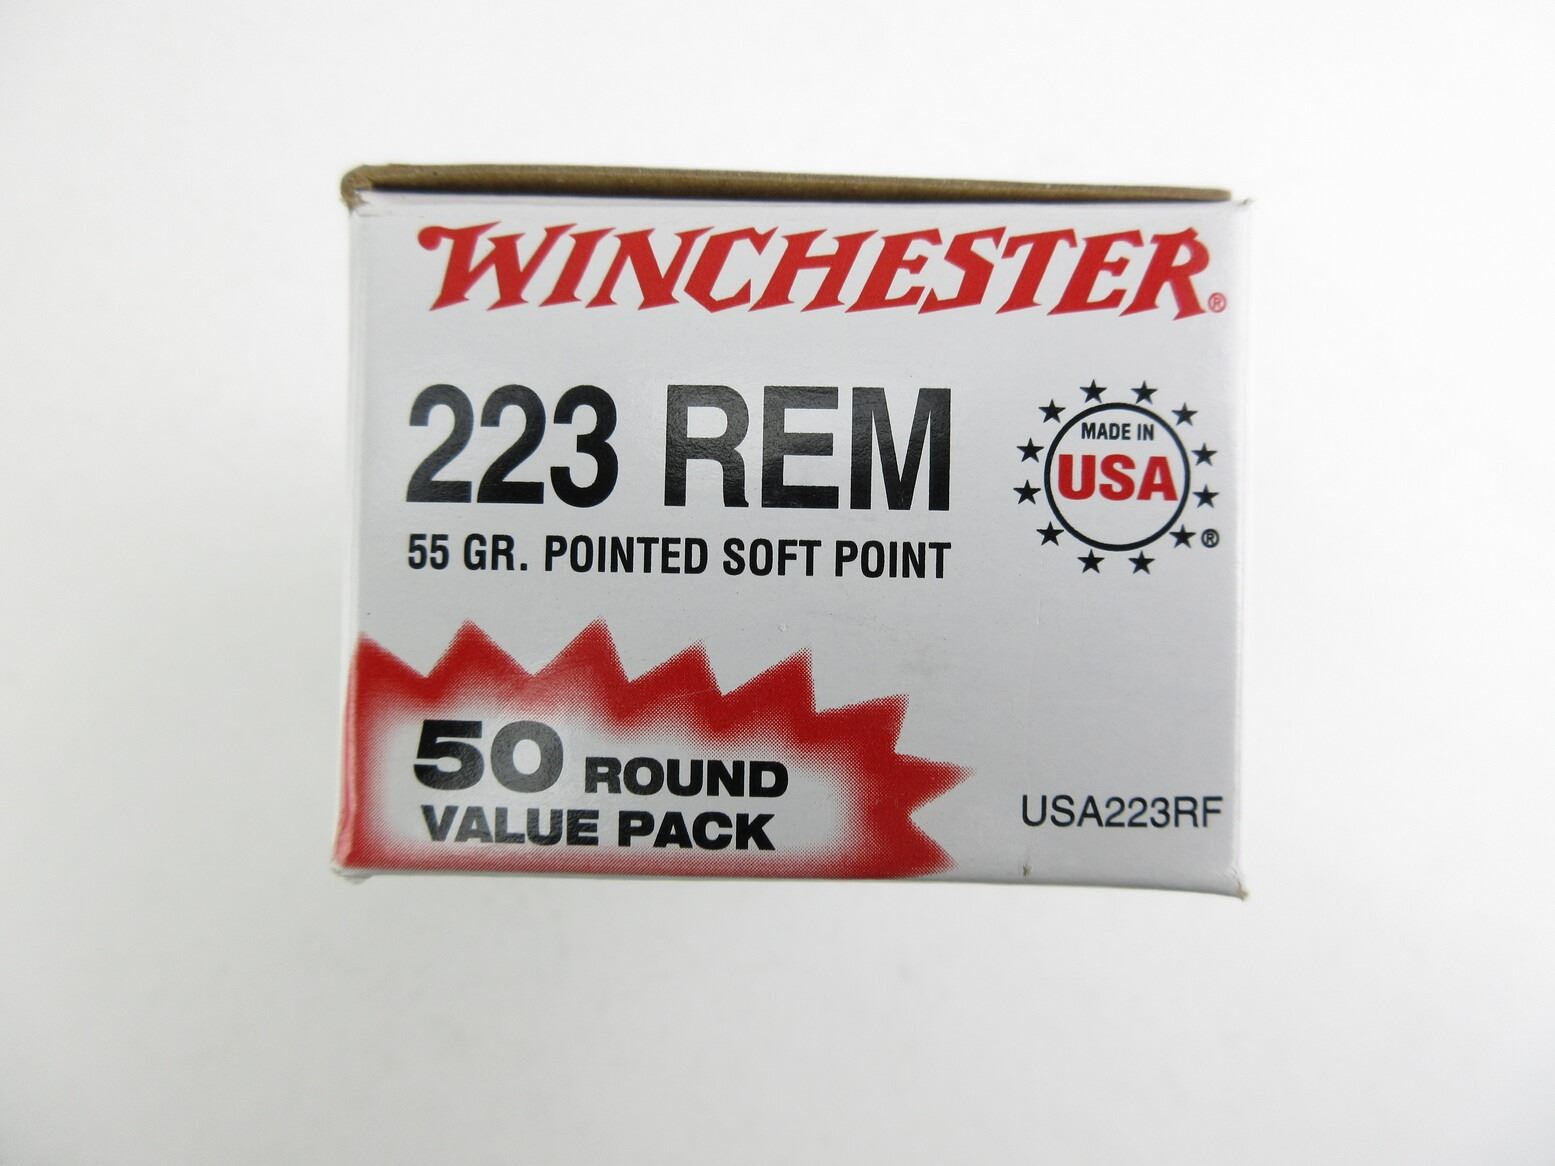 WINCHESTER®
223 REM
55 GR. POINTED SOFT POINT
MADE IN
USA
®
50 ROUND
VALUE PACK
USA223RF